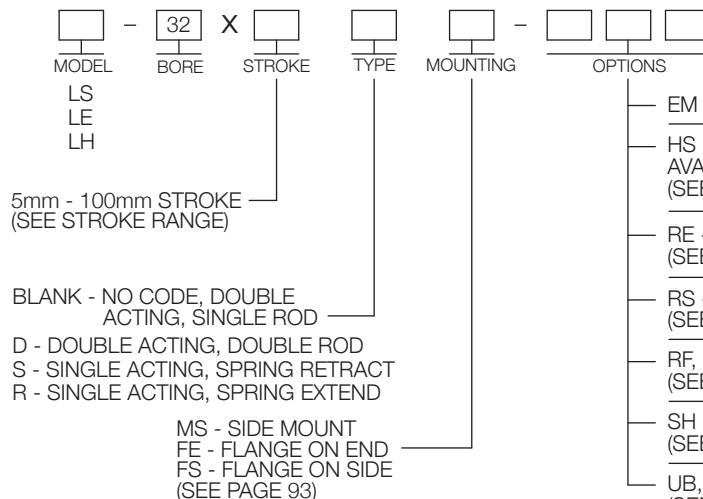 – 32 X –
MODEL BORE STROKE TYPE MOUNTING OPTIONS
LS
LE
LH
5mm - 100mm STROKE
(SEE STROKE RANGE)
BLANK - NO CODE, DOUBLE
ACTING, SINGLE ROD
D - DOUBLE ACTING, DOUBLE ROD
S - SINGLE ACTING, SPRING RETRACT
R - SINGLE ACTING, SPRING EXTEND
MS - SIDE MOUNT
FE - FLANGE ON END
FS - FLANGE ON SIDE
(SEE PAGE 93)
EM
HS
RE -
RS
RF,
SH
UB,